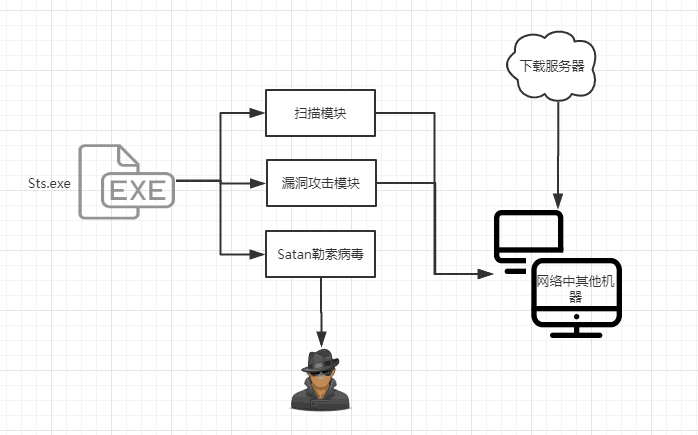 下载服务器
扫描模块
Sts.exe
EXE
漏洞攻击模块
Satan勒索病毒
网络中其他机
器